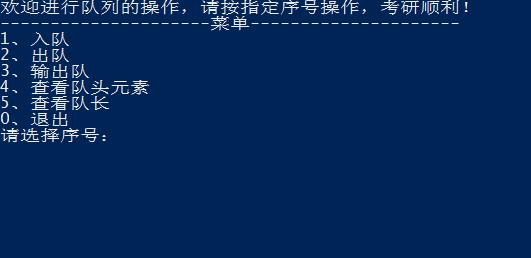 欢迎进行队列的操作，请按指定序号操作，考研顺利！
---------------------菜单---------------------
1、入队
2、出队
3、输出队
4、查看队头元素
5、查看队长
0、退出
请选择序号：